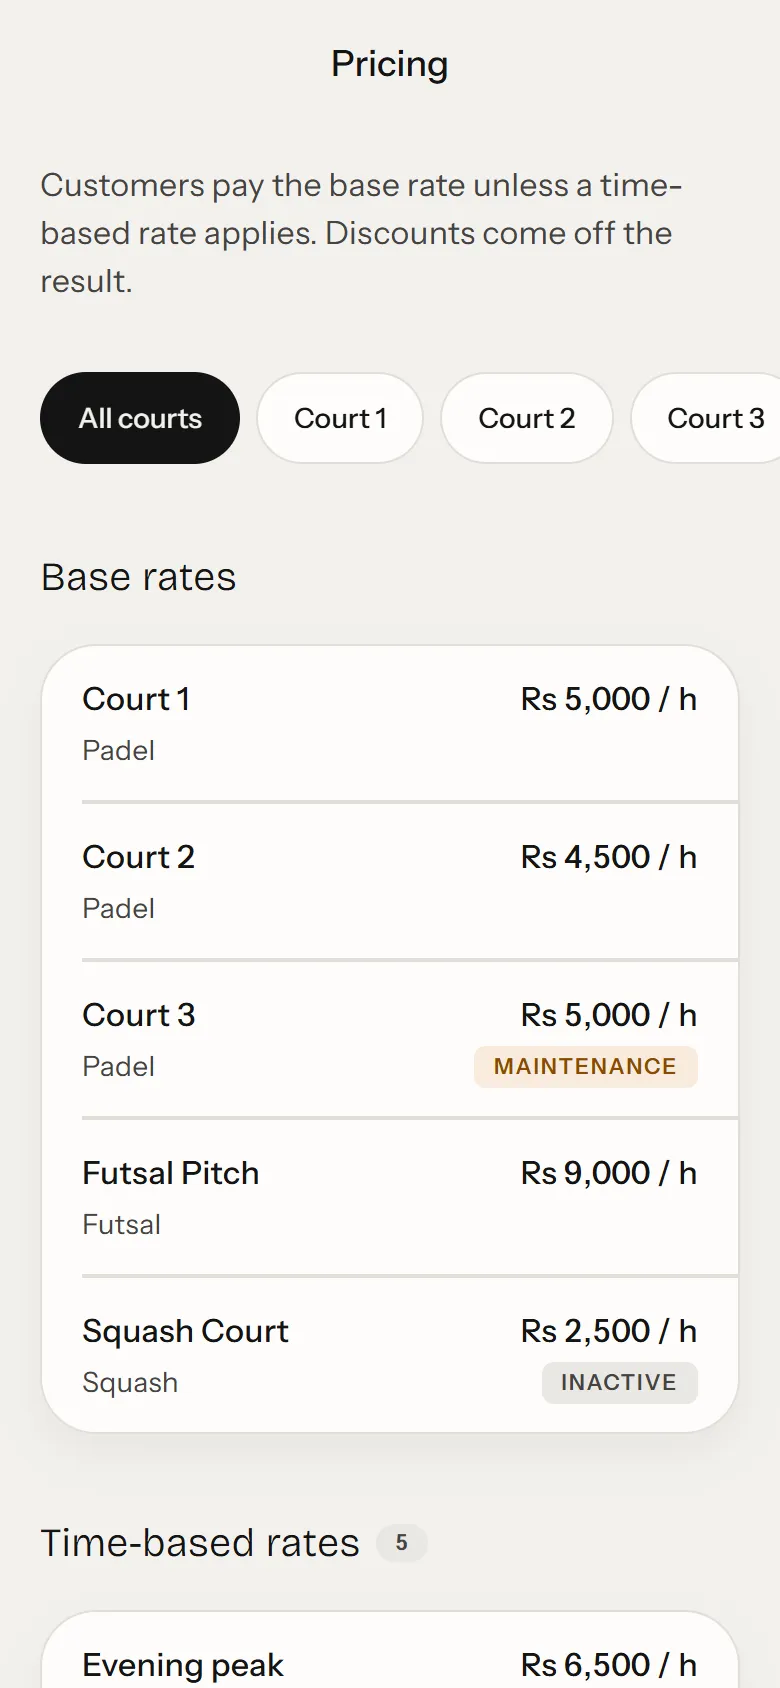 Pricing
Customers pay the base rate unless a time-
based rate applies. Discounts come off the
result.
All courts
Court 1
Court 2
Court 3
Base rates
Court 1
Rs 5,000 / h
Padel
Court 2
Rs 4,500 / h
Padel
Court 3
Rs 5,000 / h
Padel
MAINTENANCE
Futsal Pitch
Rs 9,000 / h
Futsal
Squash Court
Rs 2,500 / h
Squash
INACTIVE
Time-based rates 5
Evening peak
Rs 6,500 / h